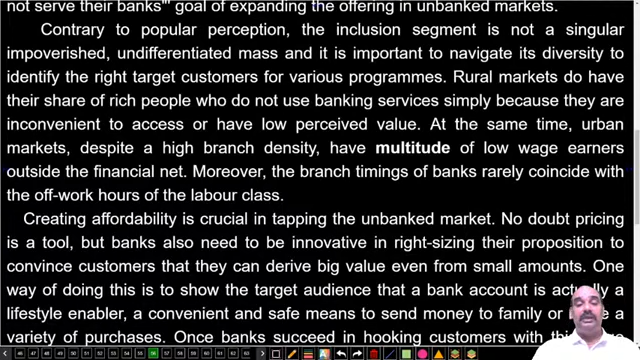 not serve their banks''' goal of expanding the offering in unbanked markets.
Contrary to popular perception, the inclusion segment is not a singular
impoverished, undifferentiated mass and it is important to navigate its diversity to
identify the right target customers for various programmes. Rural markets do have
their share of rich people who do not use banking services simply because they are
inconvenient to access or have low perceived value. At the same time, urban
markets, despite a high branch density, have multitude of low wage earners
outside the financial net. Moreover, the branch timings of banks rarely coincide with
the off-work hours of the labour class.
Creating affordability is crucial in tapping the unbanked market. No doubt pricing
is a tool, but banks also need to be innovative in right-sizing their proposition to
convince customers that they can derive big value even from small amounts. One
way of doing this is to show the target audience that a bank account is actually a
lifestyle enabler, a convenient and safe means to send money to family or
a variety of purchases. Once banks succeed in hooking customers with this